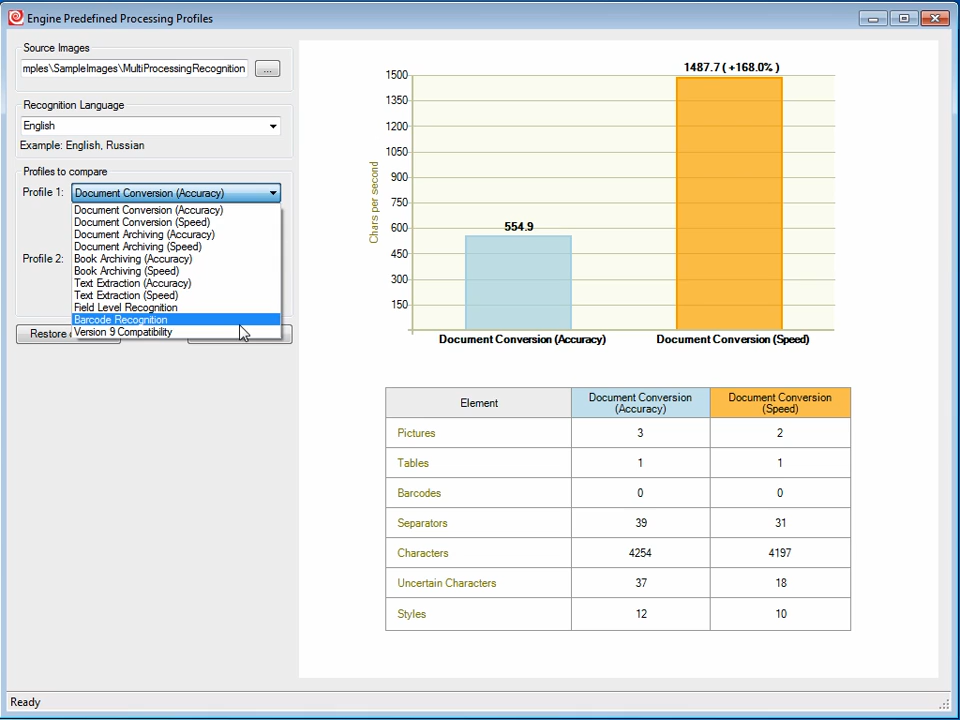 Engine Predefined Processing Profiles
Source Images
mples\SampleImages\MultiProcessingRecognition
...
Recognition Language
English
Example: English, Russian
Profiles to compare
Profile 1:
Document Conversion (Accuracy)
Document Conversion (Accuracy)
Document Conversion (Speed)
Document Archiving (Accuracy)
Document Archiving (Speed)
Book Archiving (Accuracy)
Book Archiving (Speed)
Text Extraction (Accuracy)
Text Extraction (Speed)
Field Level Recognition
Barcode Recognition
Version 9 Compatibility
Profile 2:
Restore
Chars per second
1500
1350
1200
1050
900
750
600
450
300
150
554.9
1487.7 ( +168.0% )
Document Conversion (Accuracy)
Document Conversion (Speed)
Element
Document Conversion
(Accuracy)
Document Conversion
(Speed)
Pictures 3 2
Tables 1 1
Barcodes 0 0
Separators 39 31
Characters 4254 4197
Uncertain Characters 37 18
Styles 12 10
Ready